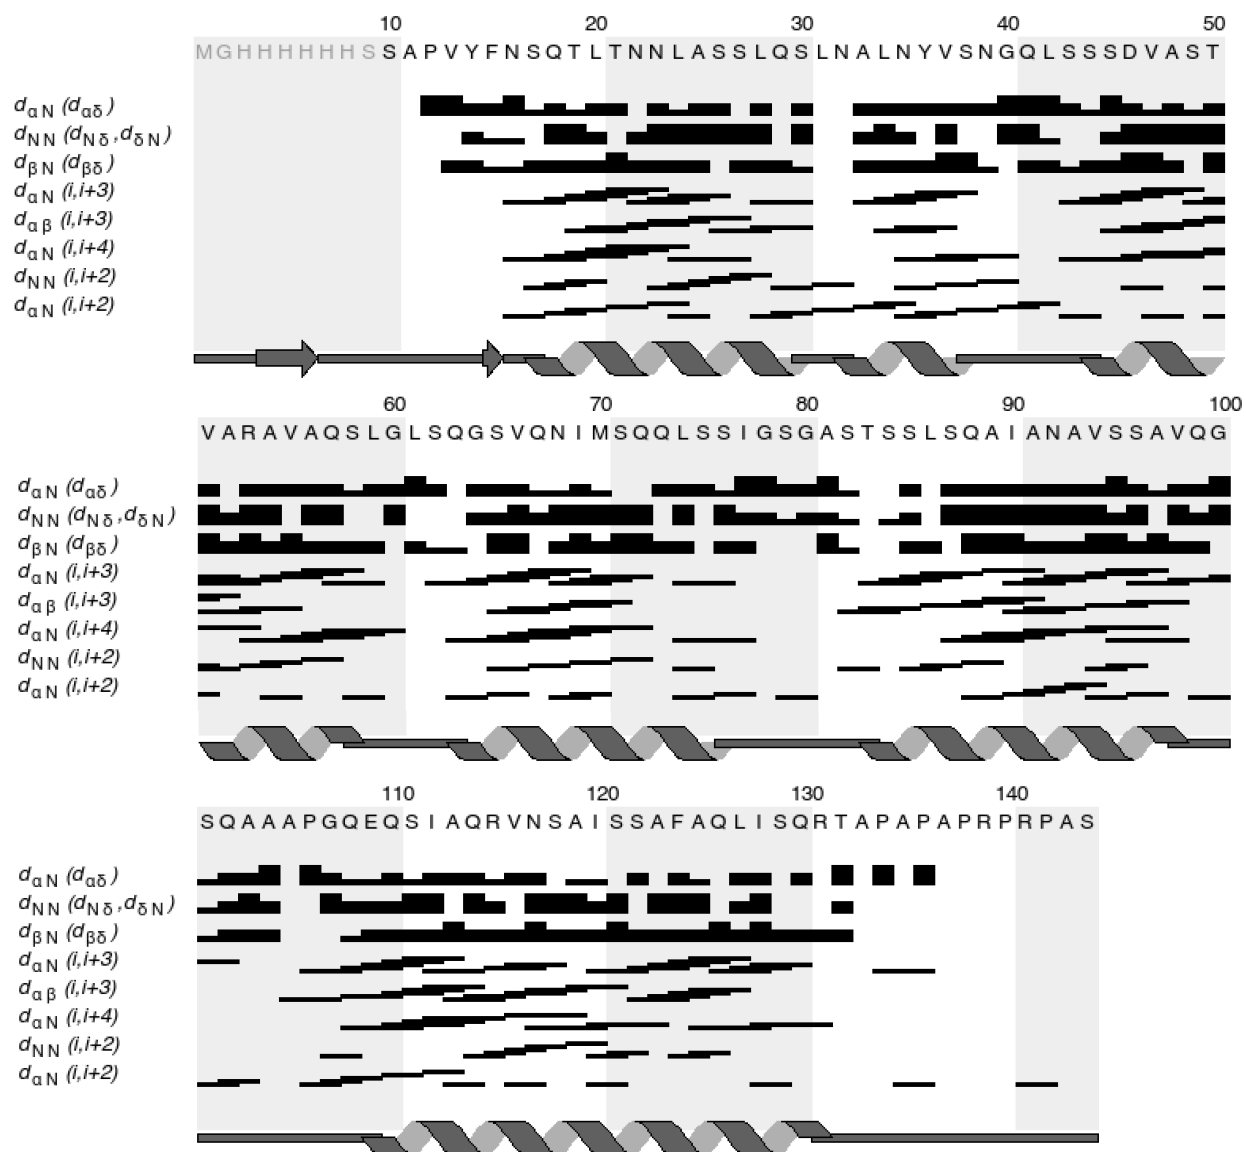 10 20 30 40 50
MGHHHHHHSSAPVYFNSQTLTNNLASSLQSLNALNYVSNGQLSSSDVAST
dαN (dαδ)
dNN (dNδ,dδN)
dβN (dβδ)
dαN (i,i+3)
dαβ (i,i+3)
dαN (i,i+4)
dNN (i,i+2)
dαN (i,i+2)
60 70 80 90 100
VARAVAQSLGLSQGSVQNIMSQQLSSIGSGASTSSLSQAIANAVSSAVQG
dαN (dαδ)
dNN (dNδ,dδN)
dβN (dβδ)
dαN (i,i+3)
dαβ (i,i+3)
dαN (i,i+4)
dNN (i,i+2)
dαN (i,i+2)
110 120 130 140
SQAAAPGQEQSIAQRVNSAISSAFAQLISQRTAPAPAPRPRPAS
dαN (dαδ)
dNN (dNδ,dδN)
dβN (dβδ)
dαN (i,i+3)
dαβ (i,i+3)
dαN (i,i+4)
dNN (i,i+2)
dαN (i,i+2)